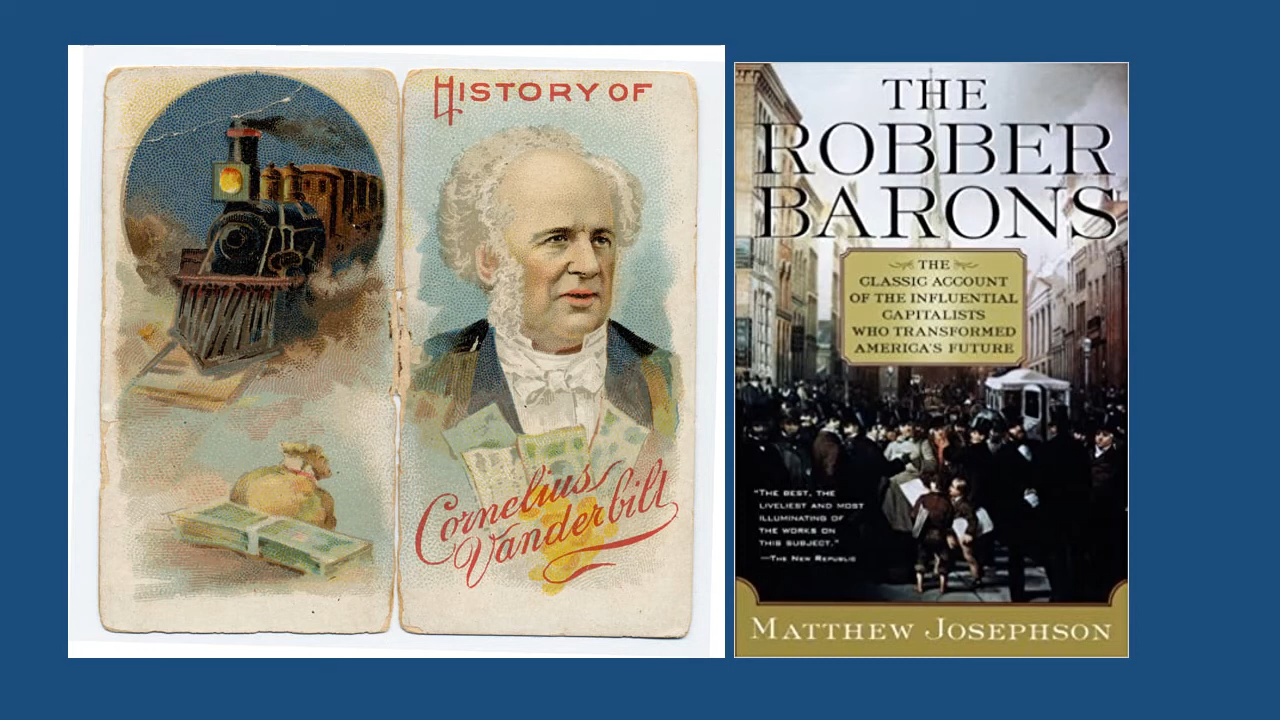 HISTORY OF
Cornelius
Vanderbilt
THE
ROBBER
BARONS
THE
CLASSIC ACCOUNT
OF THE INFLUENTIAL
CAPITALISTS
WHO TRANSFORMED
AMERICA'S FUTURE
"THE BEST, THE
LIVELIEST AND MOST
ILLUMINATING OF
THE WORKS ON
THIS SUBJECT."
—THE NEW REPUBLIC
MATTHEW JOSEPHSON